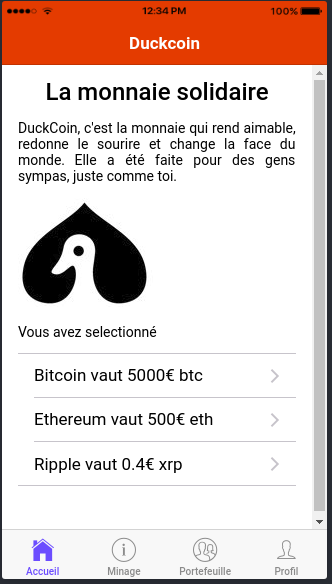 12:34 PM 100%
Duckcoin
La monnaie solidaire
DuckCoin, c'est la monnaie qui rend aimable,
redonne le sourire et change la face du
monde. Elle a été faite pour des gens
sympas, juste comme toi.
Vous avez selectionné
Bitcoin vaut 5000€ btc
Ethereum vaut 500€ eth
Ripple vaut 0.4€ xrp
Accueil Minage Portefeuille Profil